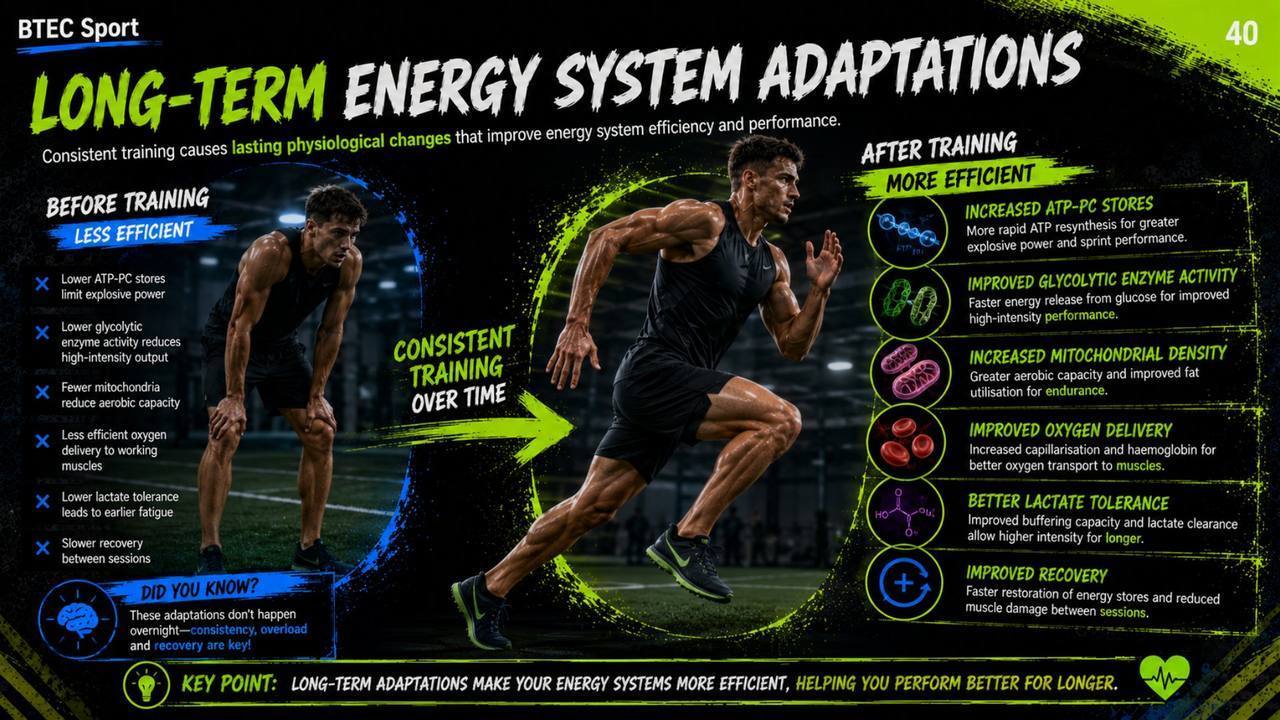 BTEC Sport
40
LONG-TERM ENERGY SYSTEM ADAPTATIONS
Consistent training causes lasting physiological changes that improve energy system efficiency and performance.
BEFORE TRAINING
LESS EFFICIENT
Lower ATP-PC stores
limit explosive power
Lower glycolytic
enzyme activity reduces
high-intensity output
Fewer mitochondria
reduce aerobic capacity
Less efficient oxygen
delivery to working
muscles
Lower lactate tolerance
leads to earlier fatigue
Slower recovery
between sessions
DID YOU KNOW?
These adaptations don't happen
overnight—consistency, overload
and recovery are key!
CONSISTENT
TRAINING
OVER TIME
AFTER TRAINING
MORE EFFICIENT
INCREASED ATP-PC STORES
More rapid ATP resynthesis for greater
explosive power and sprint performance.
IMPROVED GLYCOLYTIC ENZYME ACTIVITY
Faster energy release from glucose for improved
high-intensity performance.
INCREASED MITOCHONDRIAL DENSITY
Greater aerobic capacity and improved fat
utilisation for endurance.
IMPROVED OXYGEN DELIVERY
Increased capillarisation and haemoglobin for
better oxygen transport to muscles.
HO
O
O
BETTER LACTATE TOLERANCE
Improved buffering capacity and lactate clearance
allow higher intensity for longer.
IMPROVED RECOVERY
Faster restoration of energy stores and reduced
muscle damage between sessions.
KEY POINT: LONG-TERM ADAPTATIONS MAKE YOUR ENERGY SYSTEMS MORE EFFICIENT, HELPING YOU PERFORM BETTER FOR LONGER.